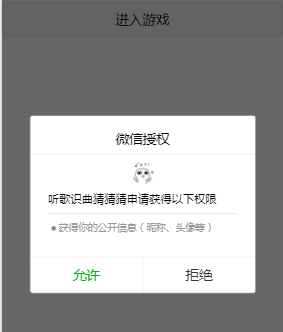 进入游戏
微信授权
听歌识曲猜猜猜申请获得以下权限
●获得你的公开信息（昵称、头像等）
允许
拒绝